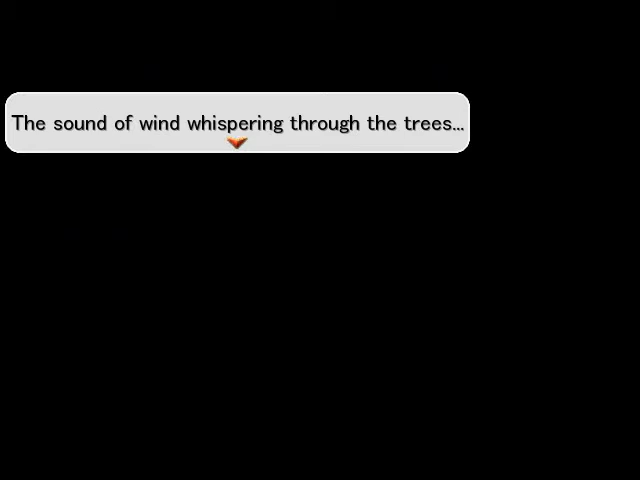 The sound of wind whispering through the trees...